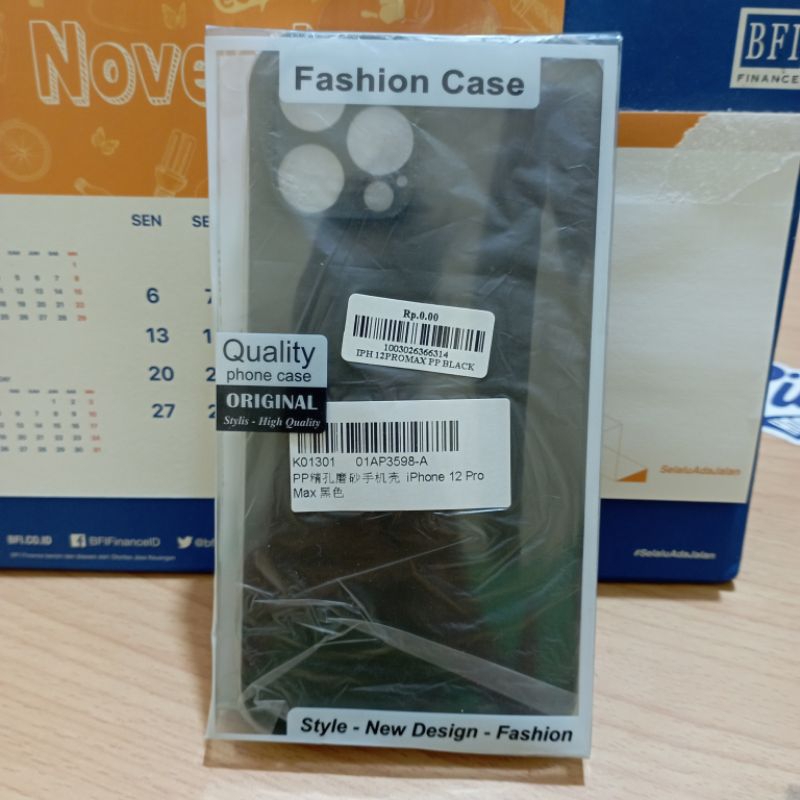 Nove
BFI
FINANCE
Fashion Case
SEN
6
13
20
27
Rp.0.00
1003026366314
IPH 12PROMAX PP BLACK
Quality
phone case
ORIGINAL
Stylis - High Quality
K01301 01AP3598-A
PP精孔磨砂手机壳 iPhone 12 Pro
Max 黑色
SelaluAdaJalan
BFI.CO.ID BFIFinanceID @bf
#SelaluAdaJalan
Style - New Design - Fashion